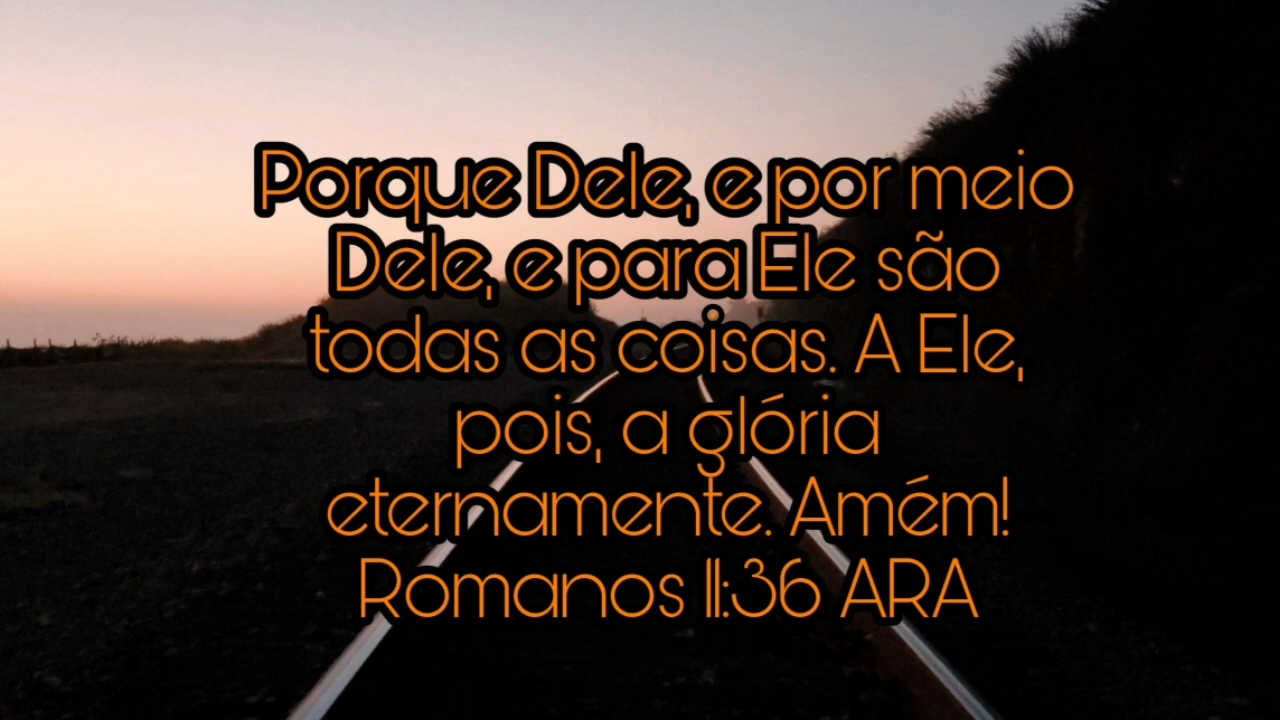 Porque Dele, e por meio
Dele, e para Ele são
todas as coisas. A Ele,
pois, a glória
eternamente. Amém!
Romanos 11:36 ARA